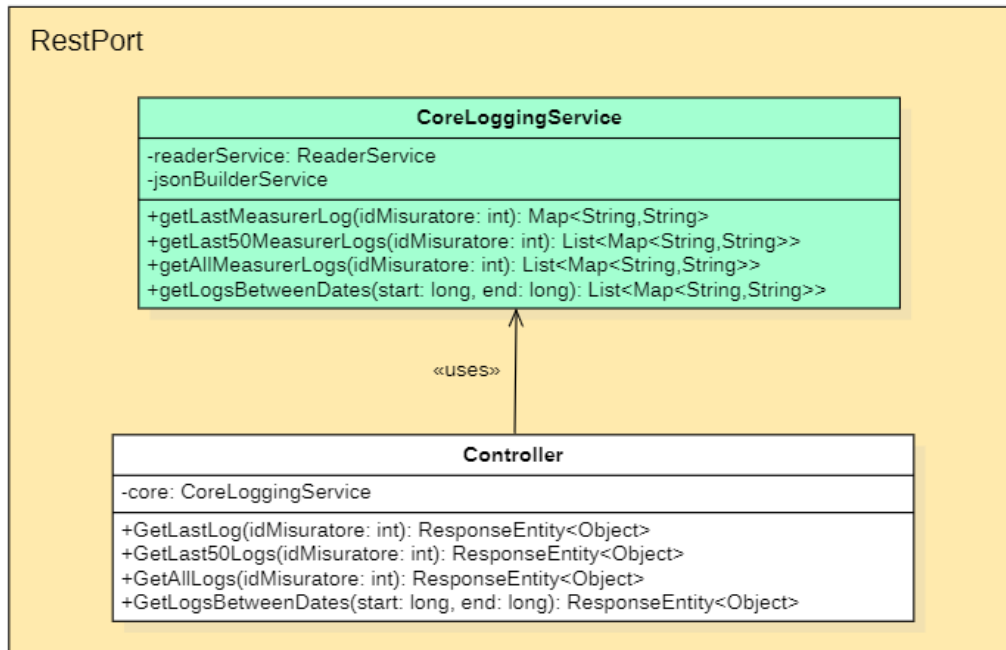 RestPort
CoreLoggingService
-readerService: ReaderService
-jsonBuilderService
+getLastMeasurerLog(idMisuratore: int): Map<String,String>
+getLast50MeasurerLogs(idMisuratore: int): List<Map<String,String>>
+getAllMeasurerLogs(idMisuratore: int): List<Map<String,String>>
+getLogsBetweenDates(start: long, end: long): List<Map<String,String>>
«uses»
Controller
-core: CoreLoggingService
+GetLastLog(idMisuratore: int): ResponseEntity<Object>
+GetLast50Logs(idMisuratore: int): ResponseEntity<Object>
+GetAllLogs(idMisuratore: int): ResponseEntity<Object>
+GetLogsBetweenDates(start: long, end: long): ResponseEntity<Object>